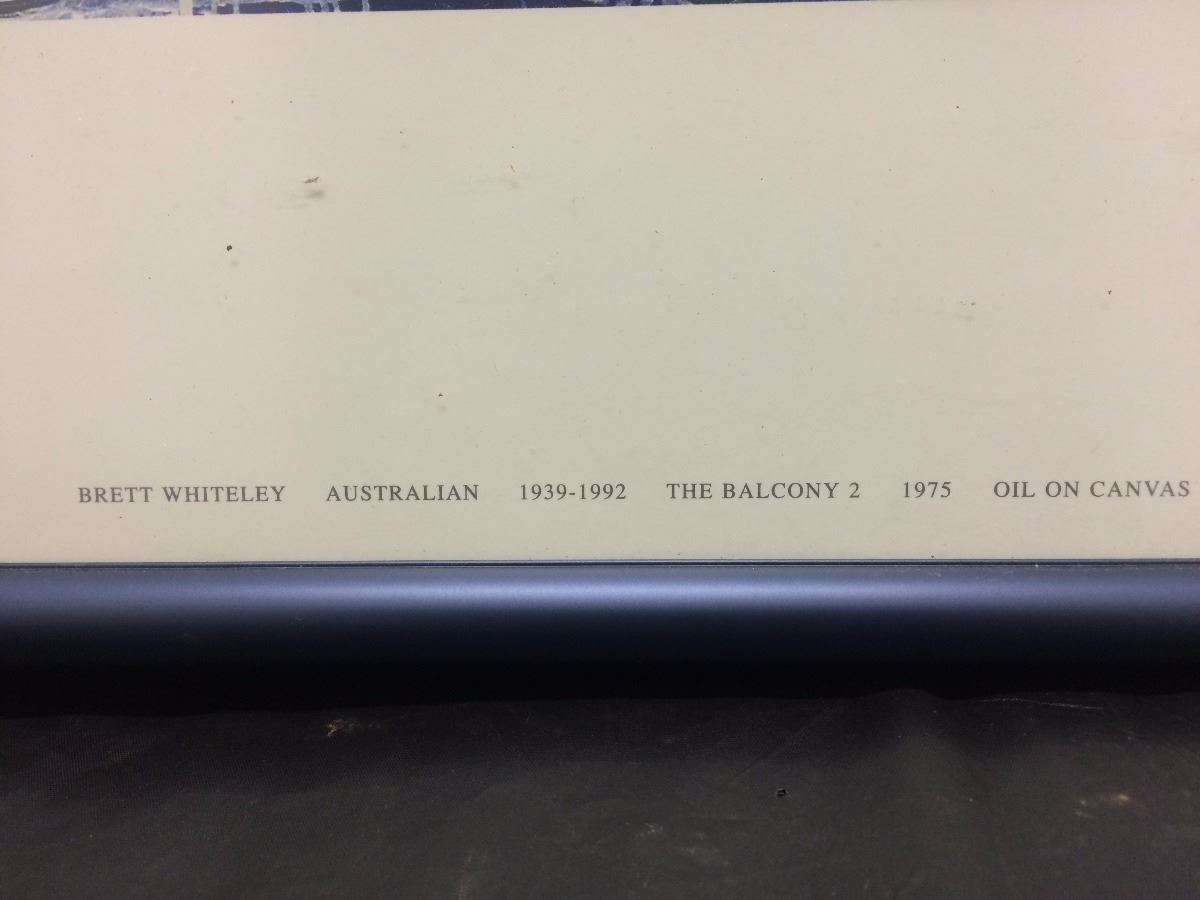 BRETT WHITELEY AUSTRALIAN 1939-1992 THE BALCONY 2 1975 OIL ON CANVAS